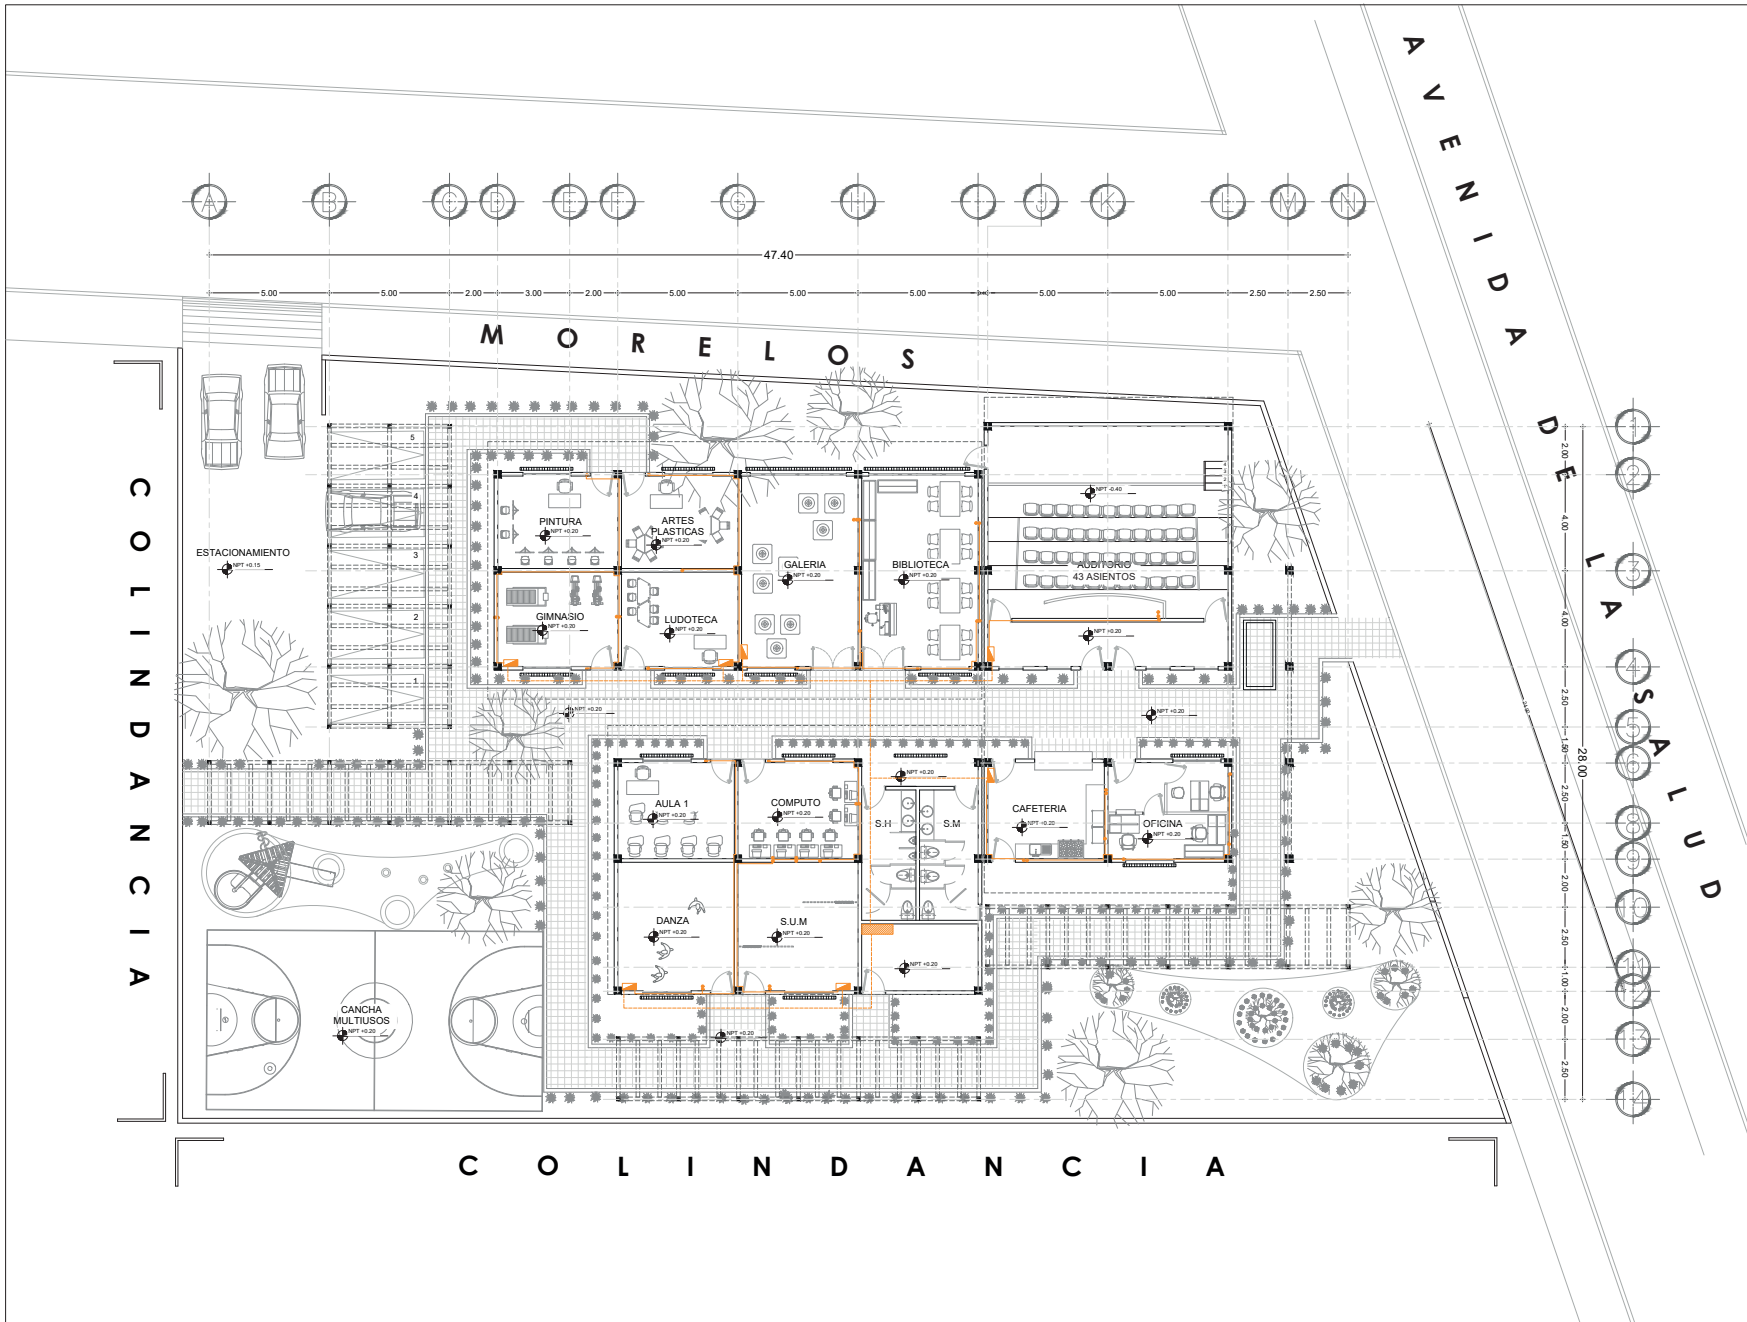 A V E N I D A D E L A S A L U D
A B C D E F G H I J K L M N
47.40
5.00 5.00 2.00 3.00 2.00 5.00 5.00 5.00 5.00 5.00 2.50 2.50
M O R E L O S
C O L I N D A N C I A
ESTACIONAMIENTO
NPT +0.15
5
4
3
2
1
PINTURA
NPT +0.20
ARTES
PLASTICAS
NPT +0.20
GALERIA
NPT +0.20
BIBLIOTECA
NPT +0.20
NPT -0.40
AUDITORIO
43 ASIENTOS
NPT +0.20
GIMNASIO
NPT +0.20
LUDOTECA
NPT +0.20
NPT +0.20
NPT +0.20
AULA 1
NPT +0.20
COMPUTO
NPT +0.20
NPT +0.20
S.H
S.M
CAFETERIA
NPT +0.20
OFICINA
NPT +0.20
DANZA
NPT +0.20
S.U.M
NPT +0.20
NPT +0.20
NPT +0.20
CANCHA
MULTIUSOS
NPT +0.20
1
2
3
4
5
6
8
9
10
11
13
14
2.00
4.00
4.00
2.50
1.50
2.50
1.50
2.00
2.50
1.00
2.00
2.50
28.00
C O L I N D A N C I A